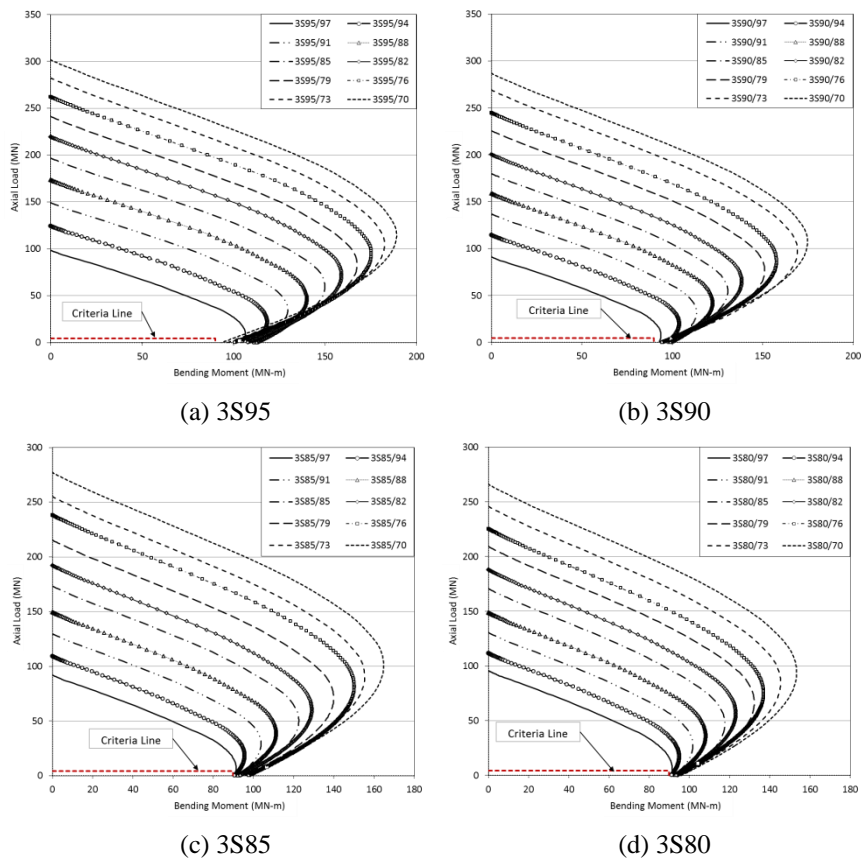 400
350
300
250
200
150
100
50
0
Axial Load (MN)
3S95/97 3S95/94
3S95/91 3S95/88
3S95/85 3S95/82
3S95/79 3S95/76
3S95/73 3S95/70
Criteria Line
0 50 100 150 200
Bending Moment (MN-m)
(a) 3S95
350
300
250
200
150
100
50
0
Axial Load (MN)
3S90/97 3S90/94
3S90/91 3S90/88
3S90/85 3S90/82
3S90/79 3S90/76
3S90/73 3S90/70
Criteria Line
0 50 100 150 200
Bending Moment (MN-m)
(b) 3S90
300
250
200
150
100
50
0
Axial Load (MN)
3S85/97 3S85/94
3S85/91 3S85/88
3S85/85 3S85/82
3S85/79 3S85/76
3S85/73 3S85/70
Criteria Line
0 20 40 60 80 100 120 140 160 180
Bending Moment (MN-m)
(c) 3S85
300
250
200
150
100
50
0
Axial Load (MN)
3S80/97 3S80/94
3S80/91 3S80/88
3S80/85 3S80/82
3S80/79 3S80/76
3S80/73 3S80/70
Criteria Line
0 20 40 60 80 100 120 140 160 180
Bending Moment (MN-m)
(d) 3S80